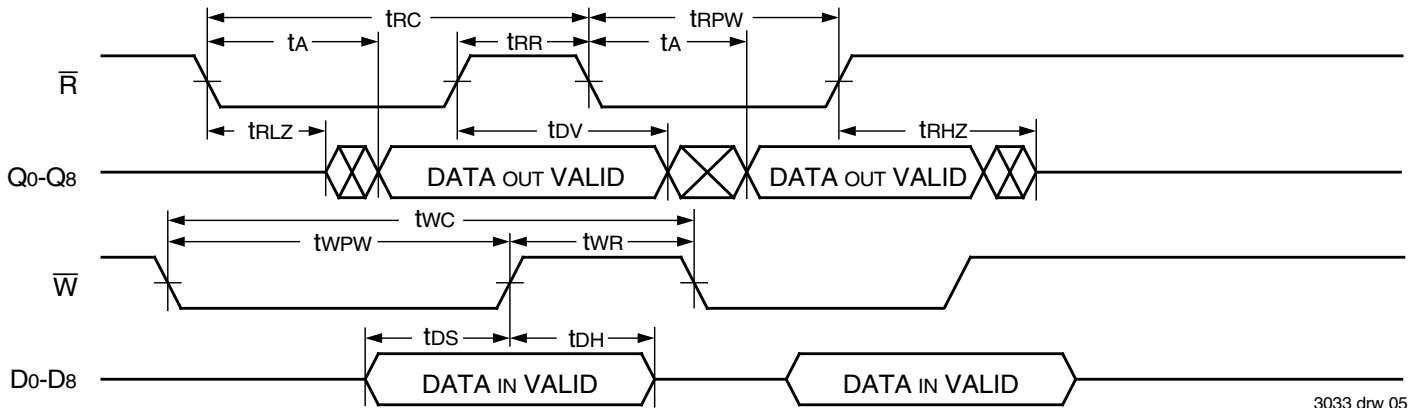 tRC tRPW
tA tRR tA
R̅
tRLZ tDV tRHZ
Q0-Q8 DATA OUT VALID DATA OUT VALID
tWC
tWPW tWR
W̅
tDS tDH
D0-D8 DATA IN VALID DATA IN VALID
3033 drw 05